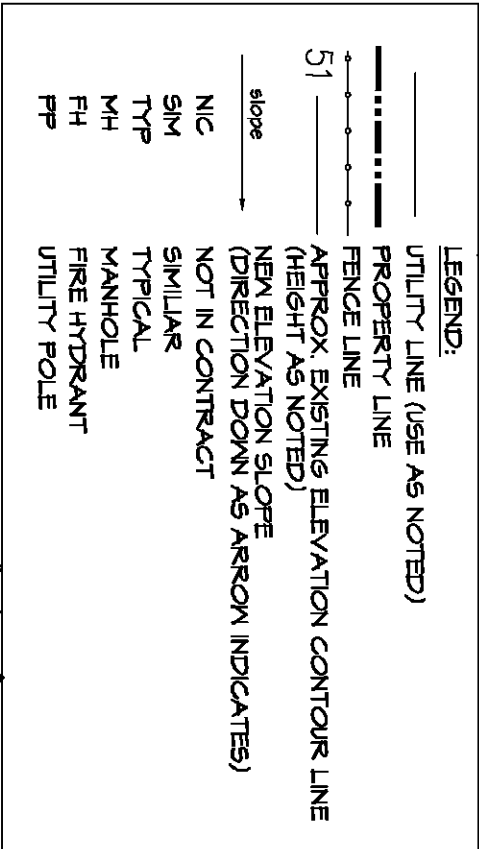 LEGEND:
UTILITY LINE (USE AS NOTED)
PROPERTY LINE
FENCE LINE
51 APPROX. EXISTING ELEVATION CONTOUR LINE
(HEIGHT AS NOTED)
slope NEW ELEVATION SLOPE
(DIRECTION DOWN AS ARROW INDICATES)
NIC NOT IN CONTRACT
SIM SIMILIAR
TYP TYPICAL
MH MANHOLE
FH FIRE HYDRANT
PP UTILITY POLE